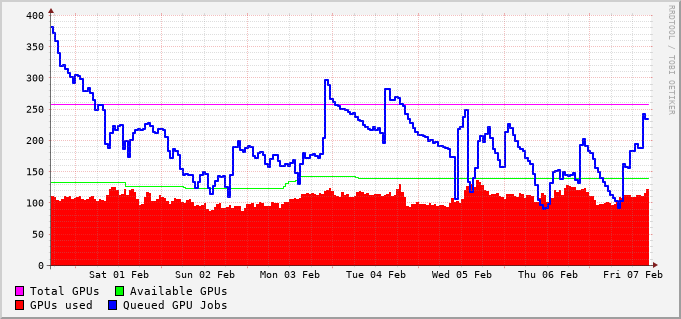 400
350
300
250
200
150
100
50
0
Sat 01 Feb Sun 02 Feb Mon 03 Feb Tue 04 Feb Wed 05 Feb Thu 06 Feb Fri 07 Feb
Total GPUs Available GPUs
GPUs used Queued GPU Jobs
RRDTOOL / TOBI OETIKER